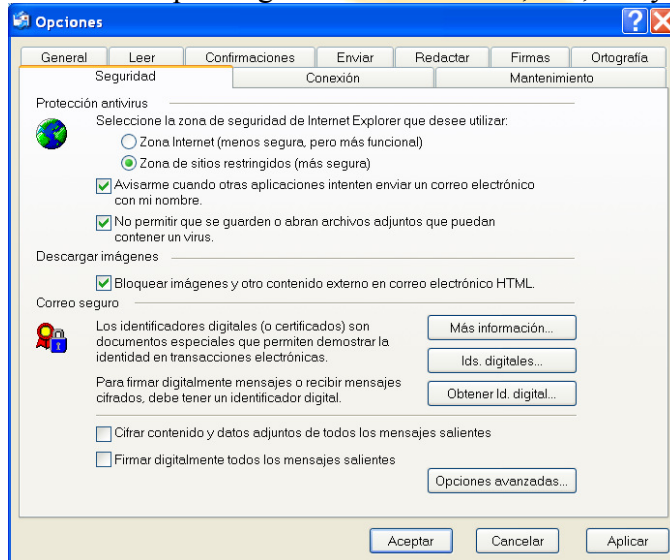 Opciones
General Leer Confirmaciones Enviar Redactar Firmas Ortografía
Seguridad Conexión Mantenimiento
Protección antivirus
Seleccione la zona de seguridad de Internet Explorer que desee utilizar:
Zona Internet (menos segura, pero más funcional)
Zona de sitios restringidos (más segura)
Avisarme cuando otras aplicaciones intenten enviar un correo electrónico
con mi nombre.
No permitir que se guarden o abran archivos adjuntos que puedan
contener un virus.
Descargar imágenes
Bloquear imágenes y otro contenido externo en correo electrónico HTML.
Correo seguro
Los identificadores digitales (o certificados) son
documentos especiales que permiten demostrar la
identidad en transacciones electrónicas.
Más información...
Ids. digitales...
Para firmar digitalmente mensajes o recibir mensajes
cifrados, debe tener un identificador digital.
Obtener Id. digital...
Cifrar contenido y datos adjuntos de todos los mensajes salientes
Firmar digitalmente todos los mensajes salientes
Opciones avanzadas...
Aceptar Cancelar Aplicar